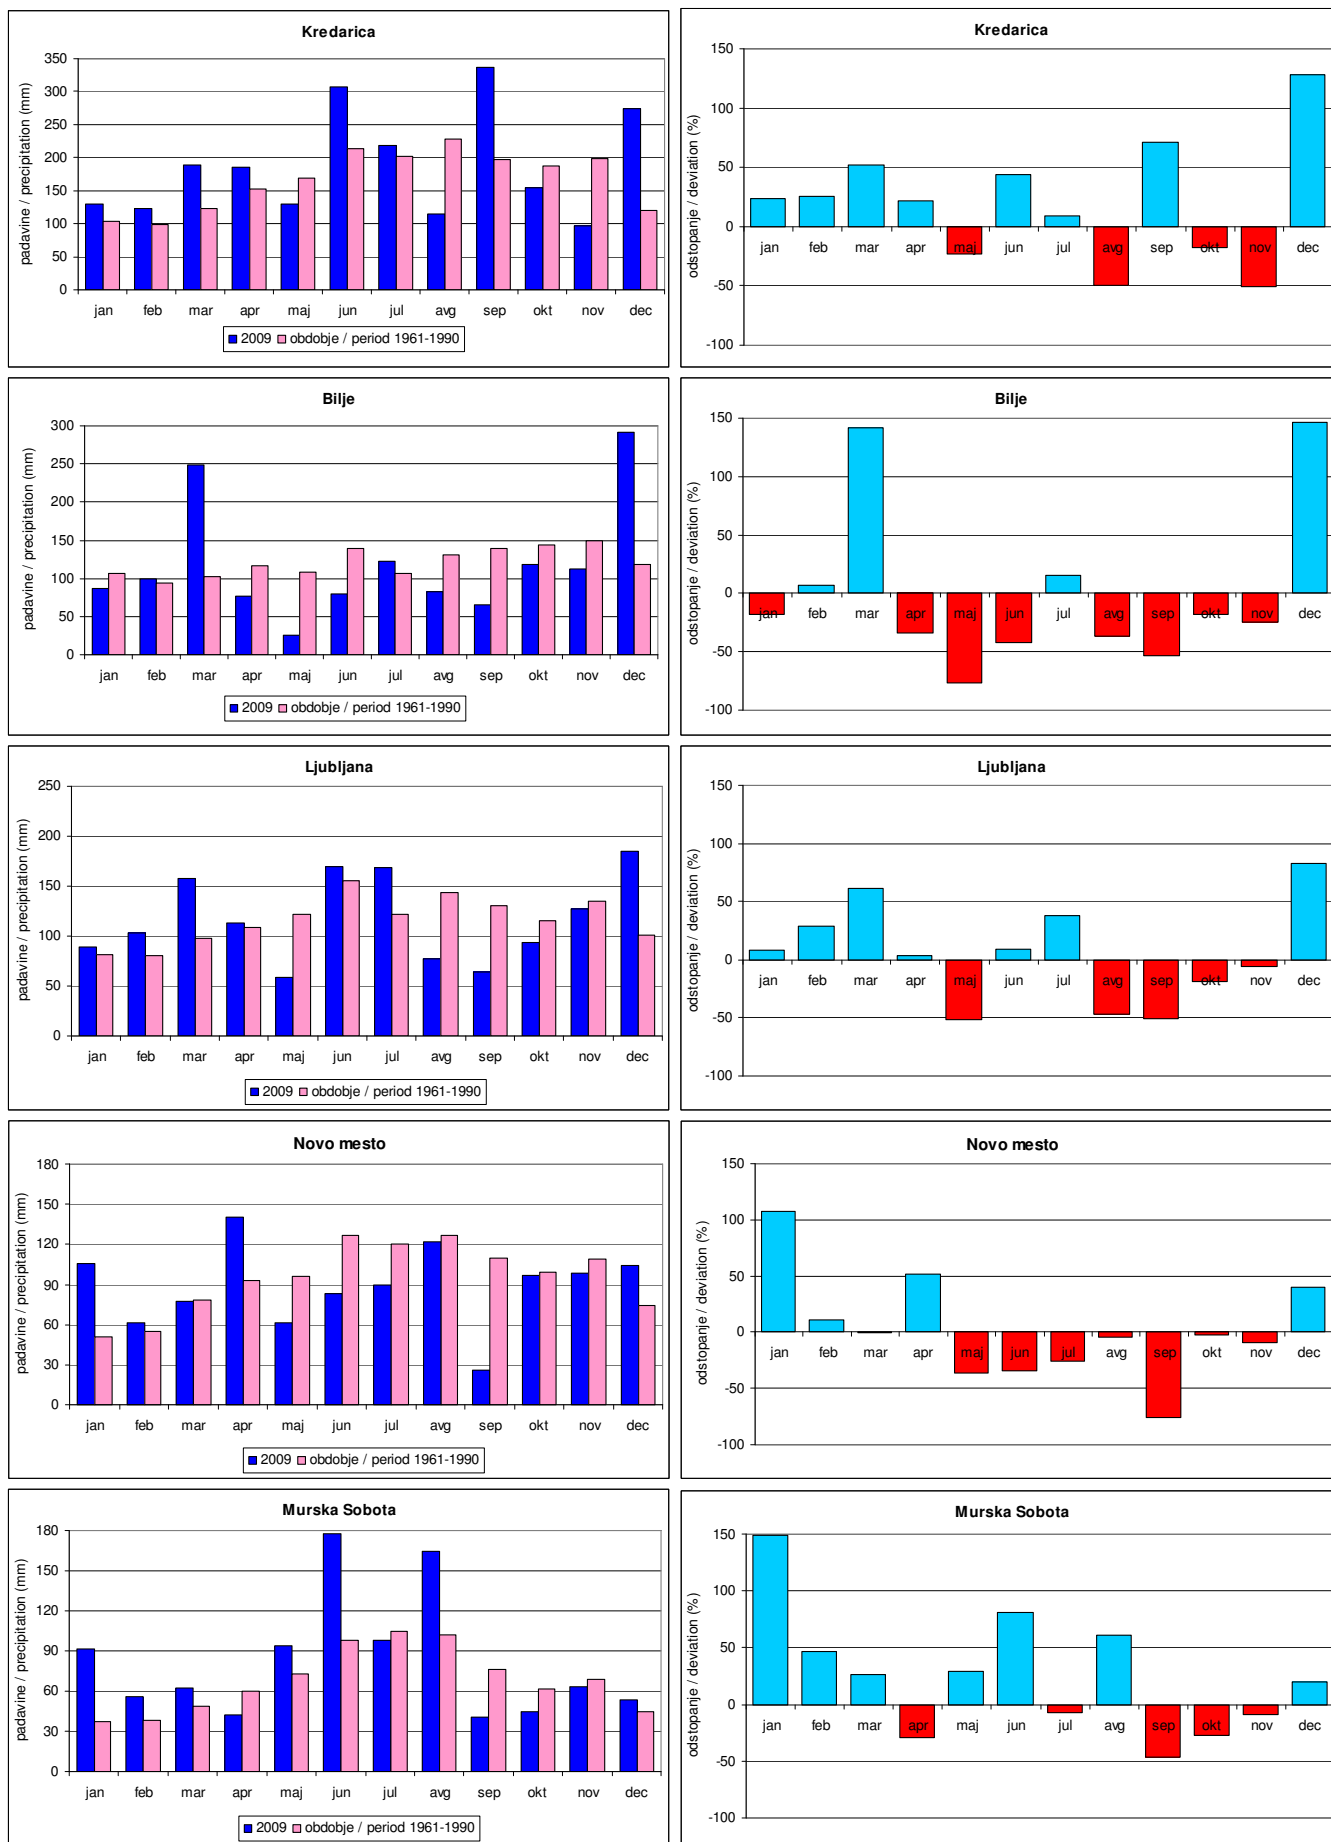 Kredarica
padavine / precipitation (mm)
350
300
250
200
150
100
50
0
jan feb mar apr maj jun jul avg sep okt nov dec
2009 obdobje / period 1961-1990
Kredarica
odstopanje / deviation (%)
150
100
50
0
-50
-100
jan feb mar apr maj jun jul avg sep okt nov dec
Bilje
padavine / precipitation (mm)
300
250
200
150
100
50
0
jan feb mar apr maj jun jul avg sep okt nov dec
2009 obdobje / period 1961-1990
Bilje
odstopanje / deviation (%)
150
100
50
0
-50
-100
jan feb mar apr maj jun jul avg sep okt nov dec
Ljubljana
padavine / precipitation (mm)
250
200
150
100
50
0
jan feb mar apr maj jun jul avg sep okt nov dec
2009 obdobje / period 1961-1990
Ljubljana
odstopanje / deviation (%)
150
100
50
0
-50
-100
jan feb mar apr maj jun jul avg sep okt nov dec
Novo mesto
padavine / precipitation (mm)
180
150
120
90
60
30
0
jan feb mar apr maj jun jul avg sep okt nov dec
2009 obdobje / period 1961-1990
Novo mesto
odstopanje / deviation (%)
150
100
50
0
-50
-100
jan feb mar apr maj jun jul avg sep okt nov dec
Murska Sobota
padavine / precipitation (mm)
180
150
120
90
60
30
0
jan feb mar apr maj jun jul avg sep okt nov dec
2009 obdobje / period 1961-1990
Murska Sobota
odstopanje / deviation (%)
150
100
50
0
-50
-100
jan feb mar apr maj jun jul avg sep okt nov dec